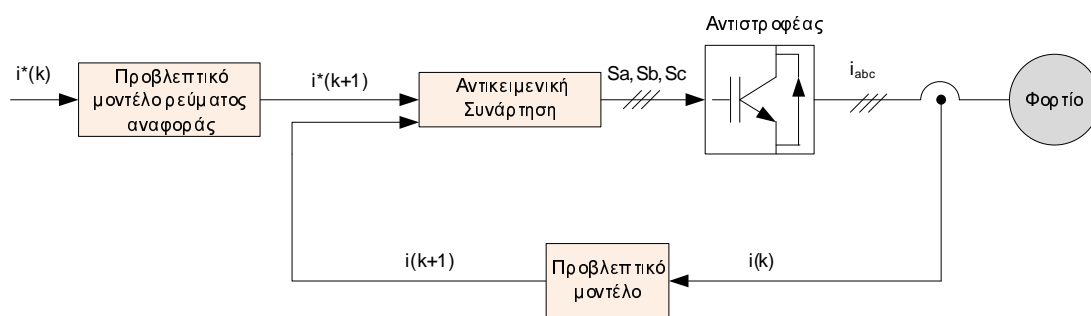 Αντιστροφέας
i*(k)
Προβλεπτικό
μοντέλο ρεύματος
αναφοράς
i*(k+1)
Αντικειμενική
Συνάρτηση
Sa, Sb, Sc
iabc
Φορτίο
i(k+1)
Προβλεπτικό
μοντέλο
i(k)